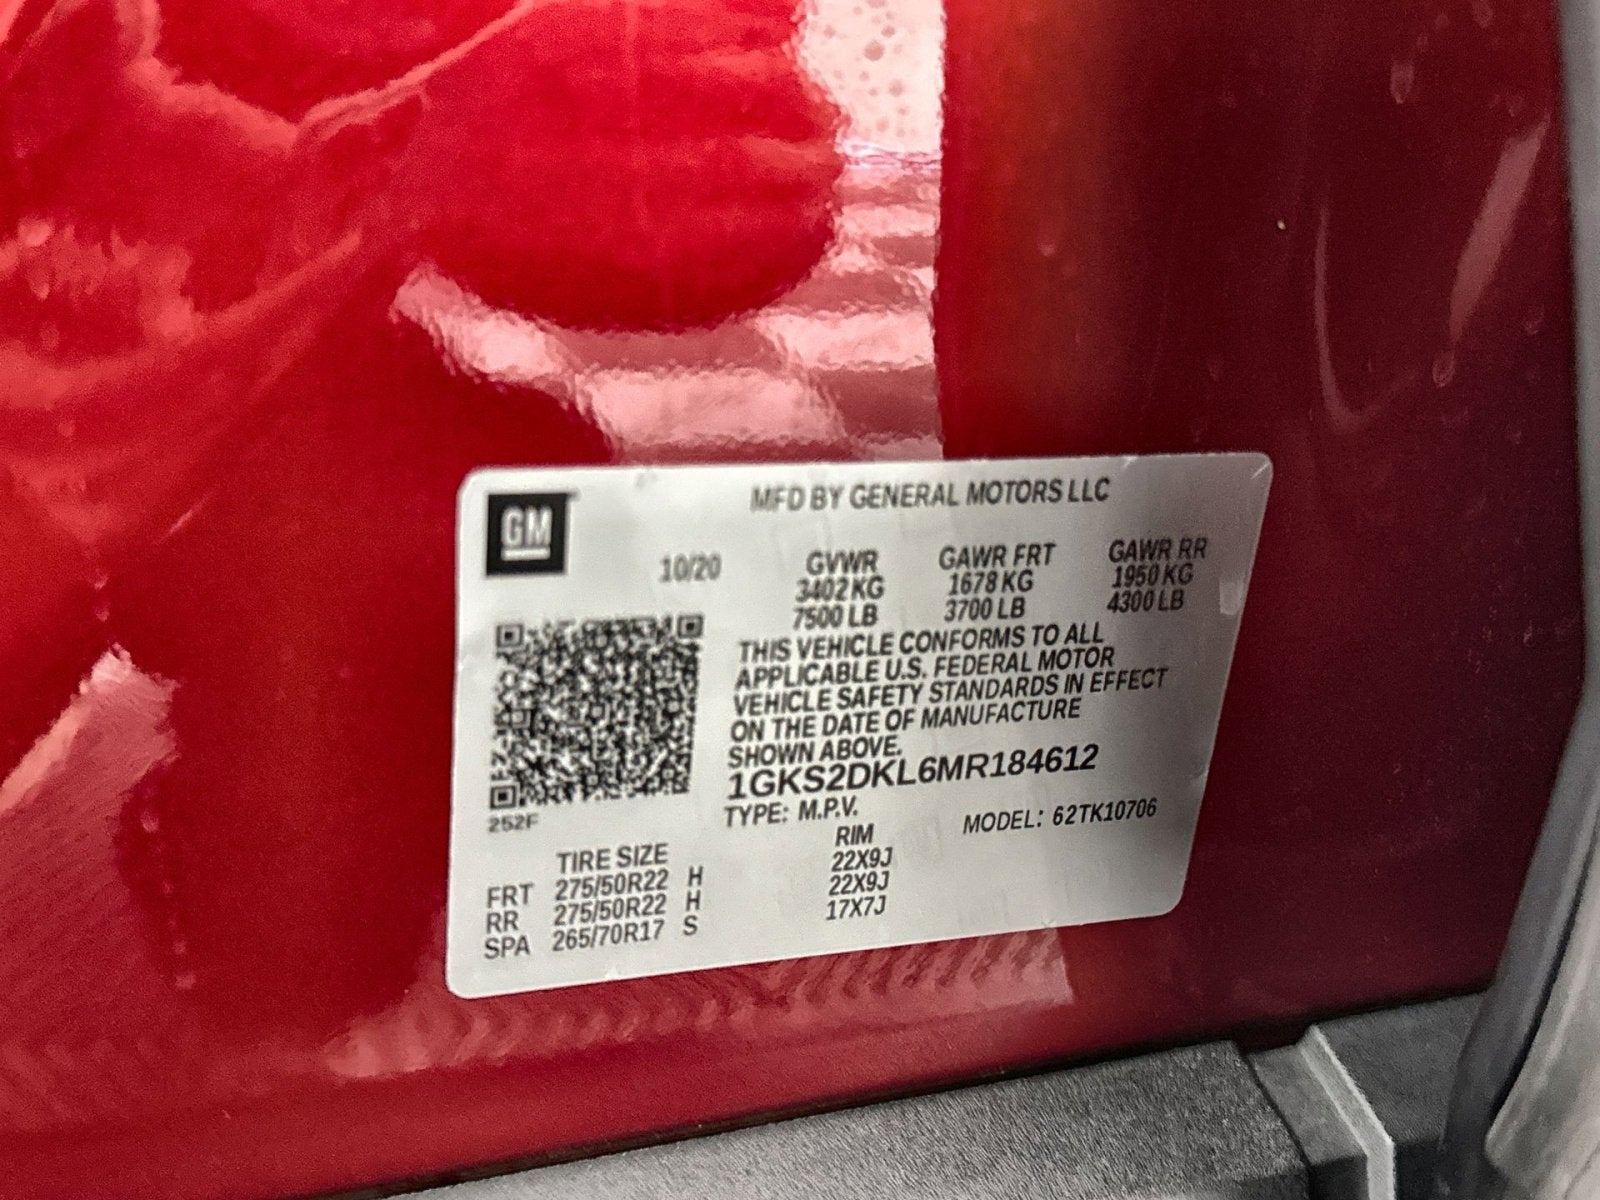 GM
MFD BY GENERAL MOTORS LLC
10/20 GVWR GAWR FRT GAWR RR
3402 KG 1678 KG 1950 KG
7500 LB 3700 LB 4300 LB
THIS VEHICLE CONFORMS TO ALL
APPLICABLE U.S. FEDERAL MOTOR
VEHICLE SAFETY STANDARDS IN EFFECT
ON THE DATE OF MANUFACTURE
SHOWN ABOVE.
1GKS2DKL6MR184612
252F
TYPE: M.P.V. MODEL: 62TK10706
TIRE SIZE RIM
FRT 275/50R22 H 22X9J
RR 275/50R22 H 22X9J
SPA 265/70R17 S 17X7J